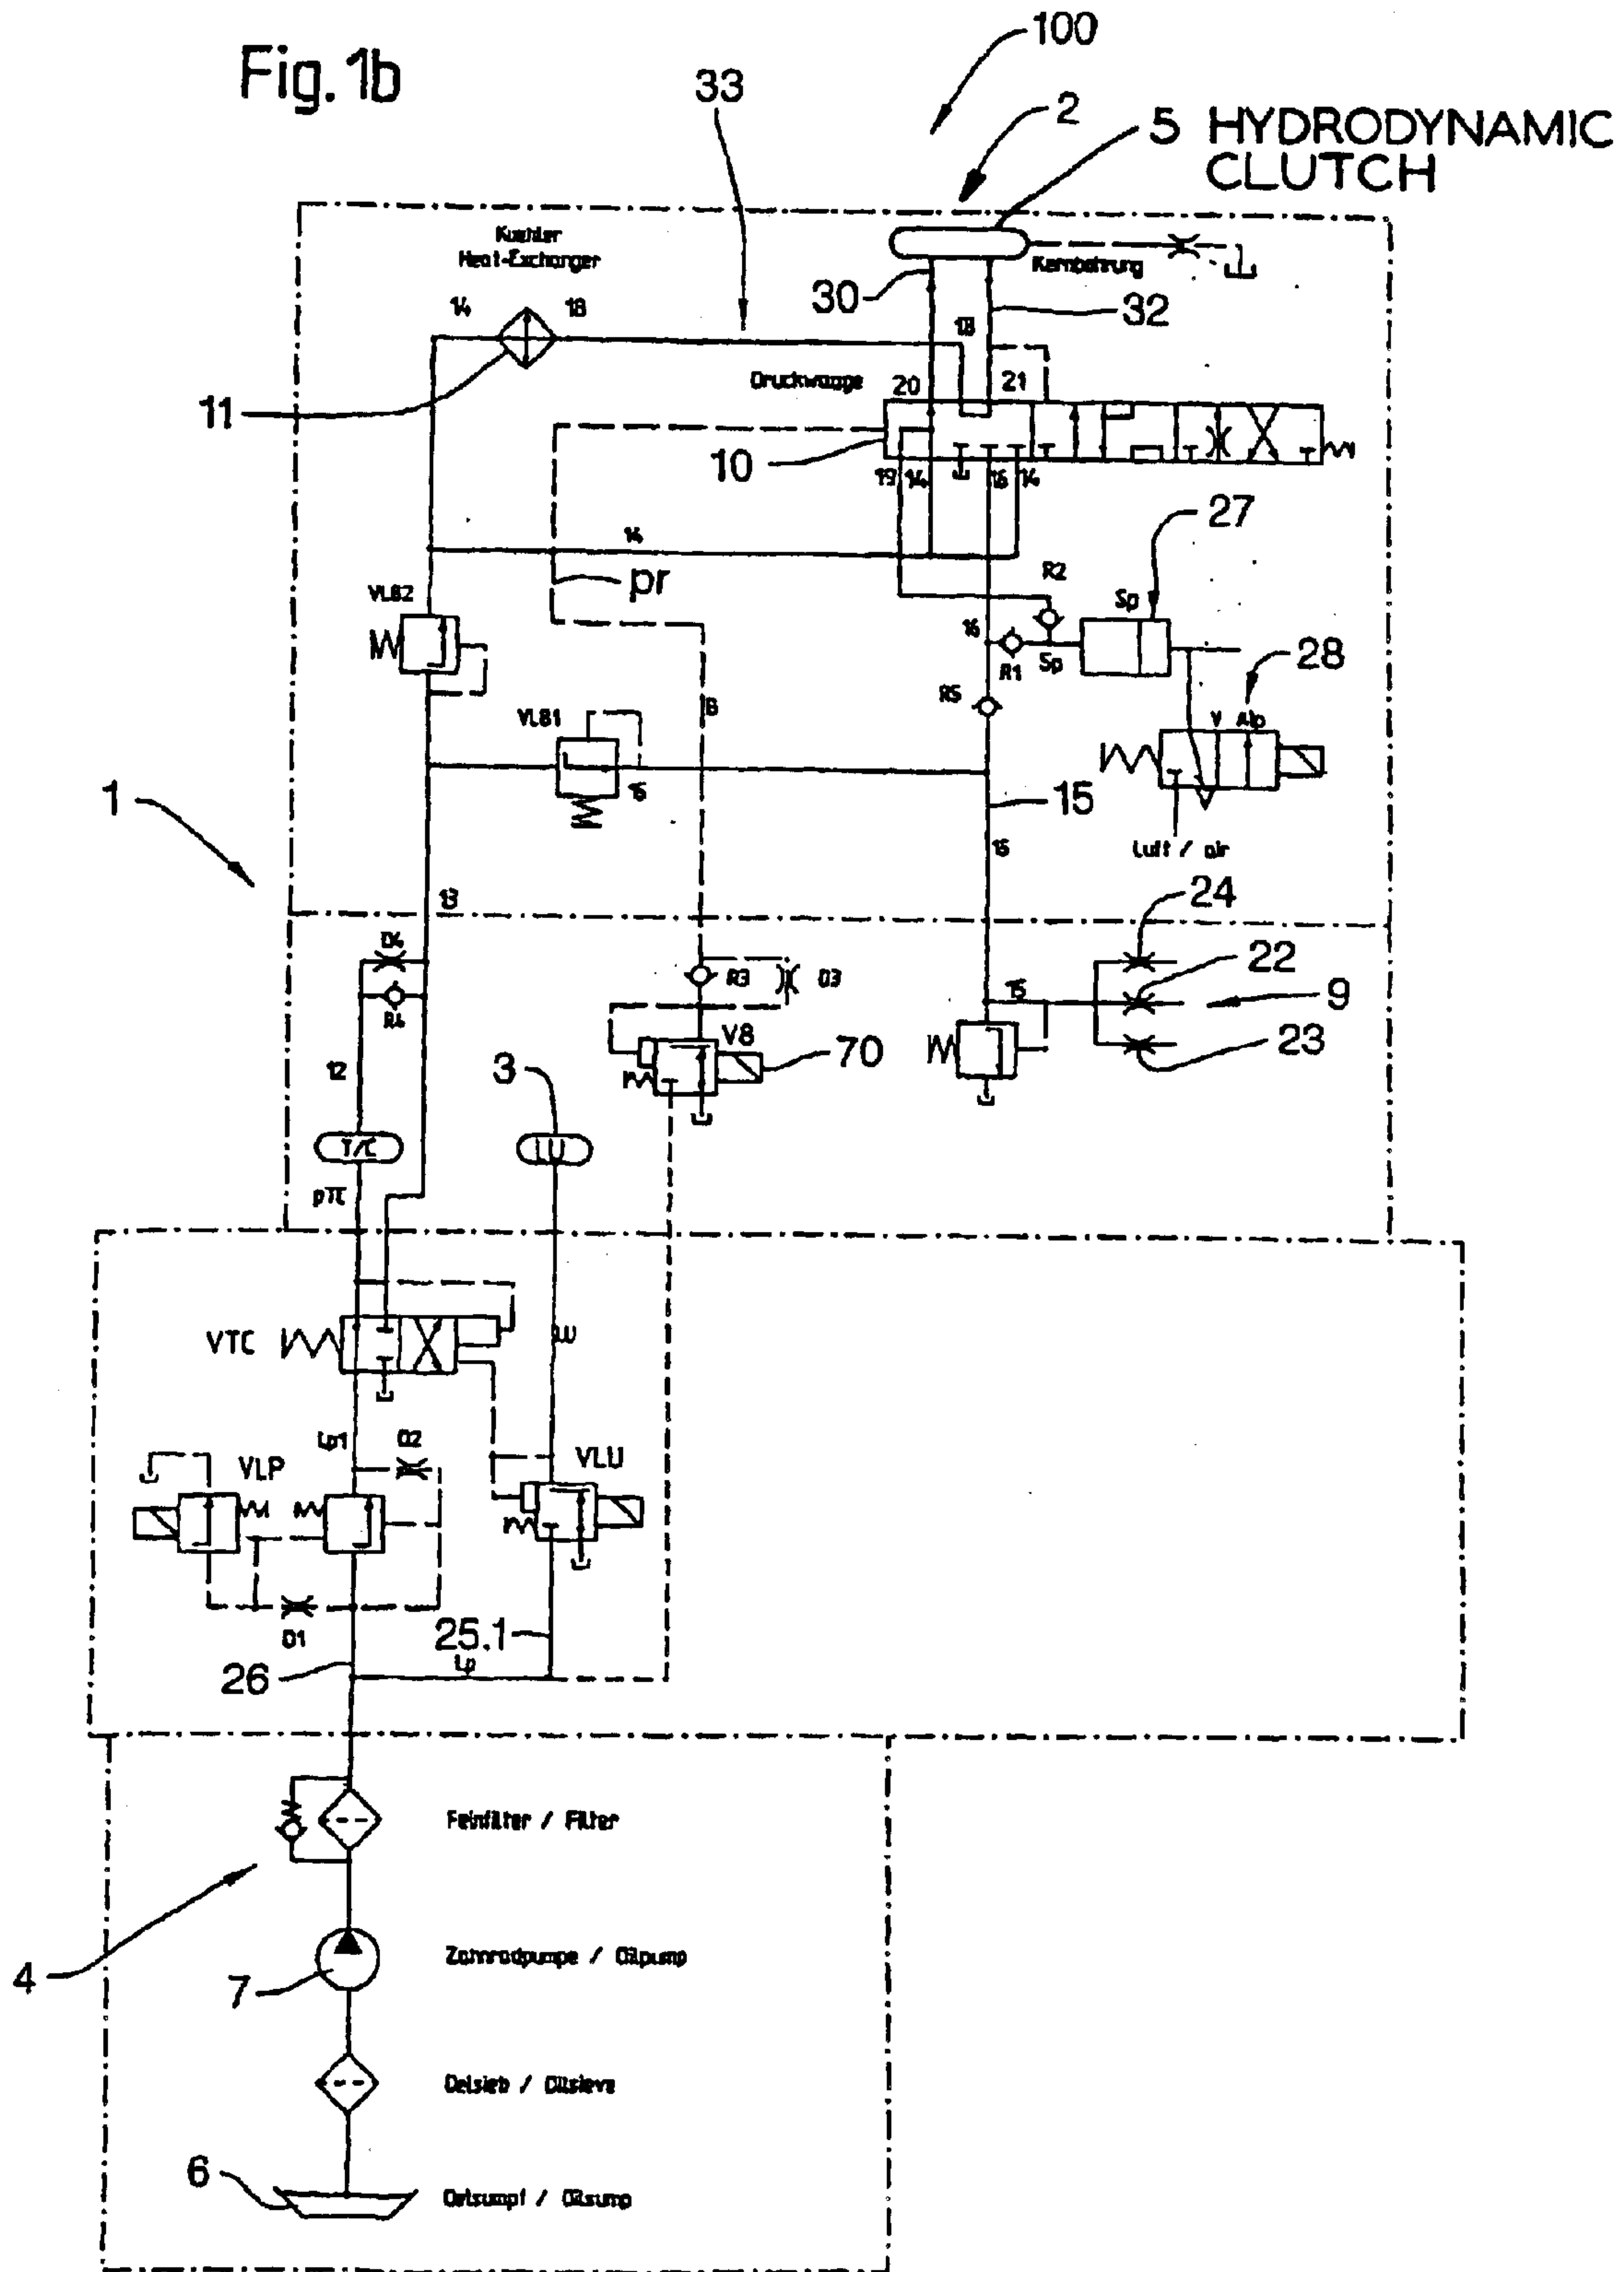 Fig. 1b
100
33
2
5 HYDRODYNAMIC
CLUTCH
Kuehler
Heat-Exchanger
14
18
30
Kernbohrung
32
18
11
Druckwaage
20
21
10
19
14
16
14
27
14
pr
R2
VLB2
Sp
16
R1
Sp
28
R5
VLB1
8
V
15
15
1
Luft / air
15
13
24
D4
22
R3
D3
15
9
R4
V8
70
23
12
3
T/C
LU
VTC
LU
Lp1
D2
VLP
VLU
D1
25.1
Lp
26
Feinfilter / Filter
4
Zahnradpumpe / Oilpump
7
Oelsieb / Oilsieve
6
Oelsumpf / Oilsump